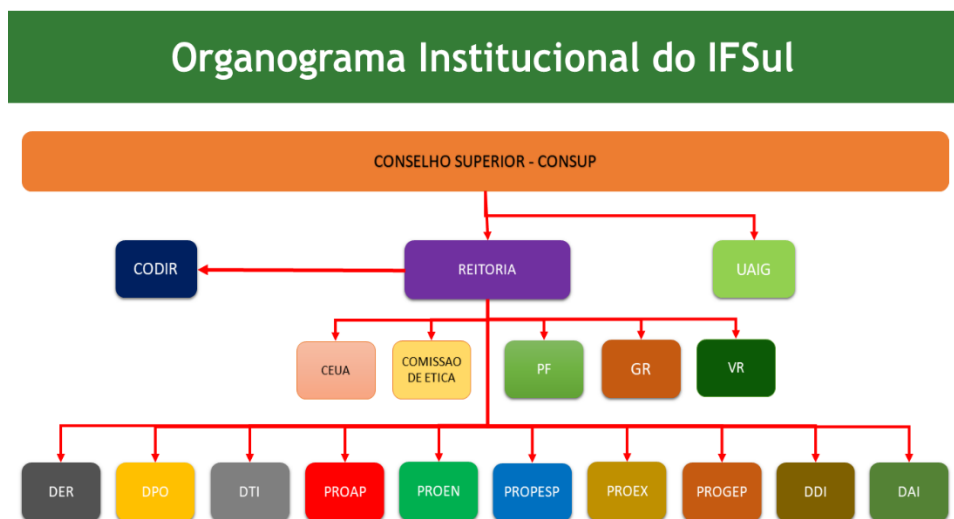 Organograma Institucional do IFSul
CONSELHO SUPERIOR - CONSUP
CODIR
REITORIA
UAIG
CEUA
COMISSAO
DE ETICA
PF
GR
VR
DER
DPO
DTI
PROAP
PROEN
PROPESP
PROEX
PROGEP
DDI
DAI